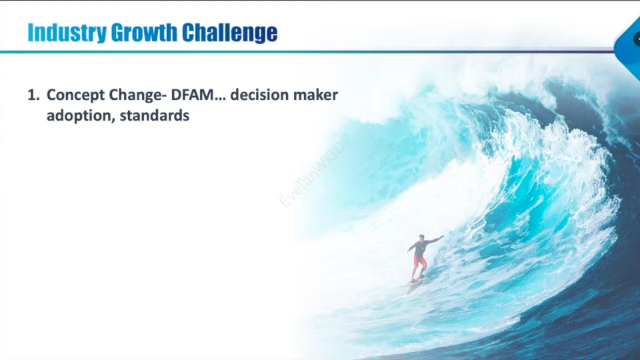 Industry Growth Challenge
1. Concept Change- DFAM... decision maker
adoption, standards